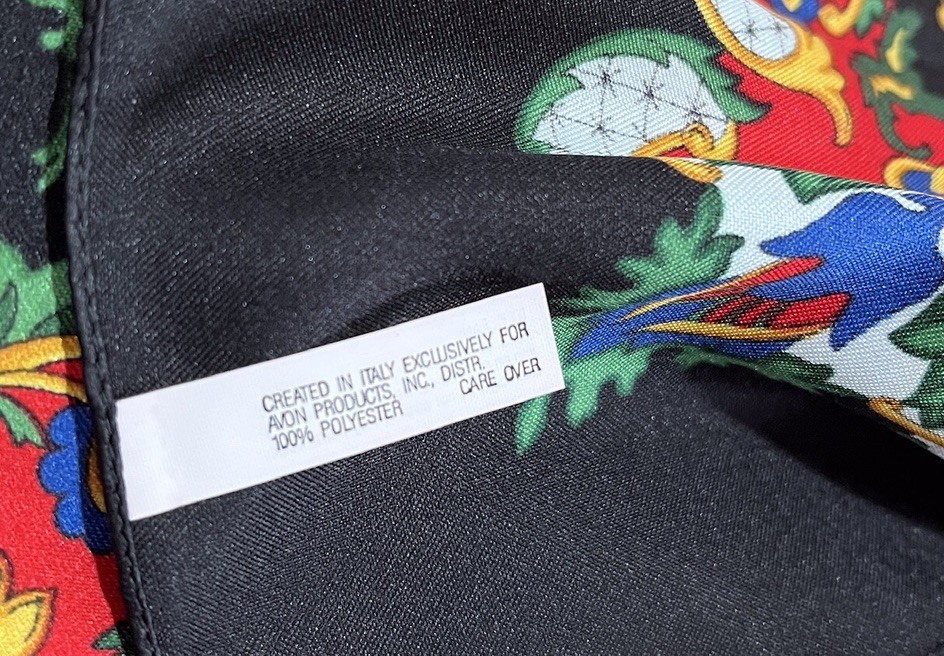 CREATED IN ITALY EXCLUSIVELY FOR
AVON PRODUCTS, INC., DISTR.
100% POLYESTER CARE OVER